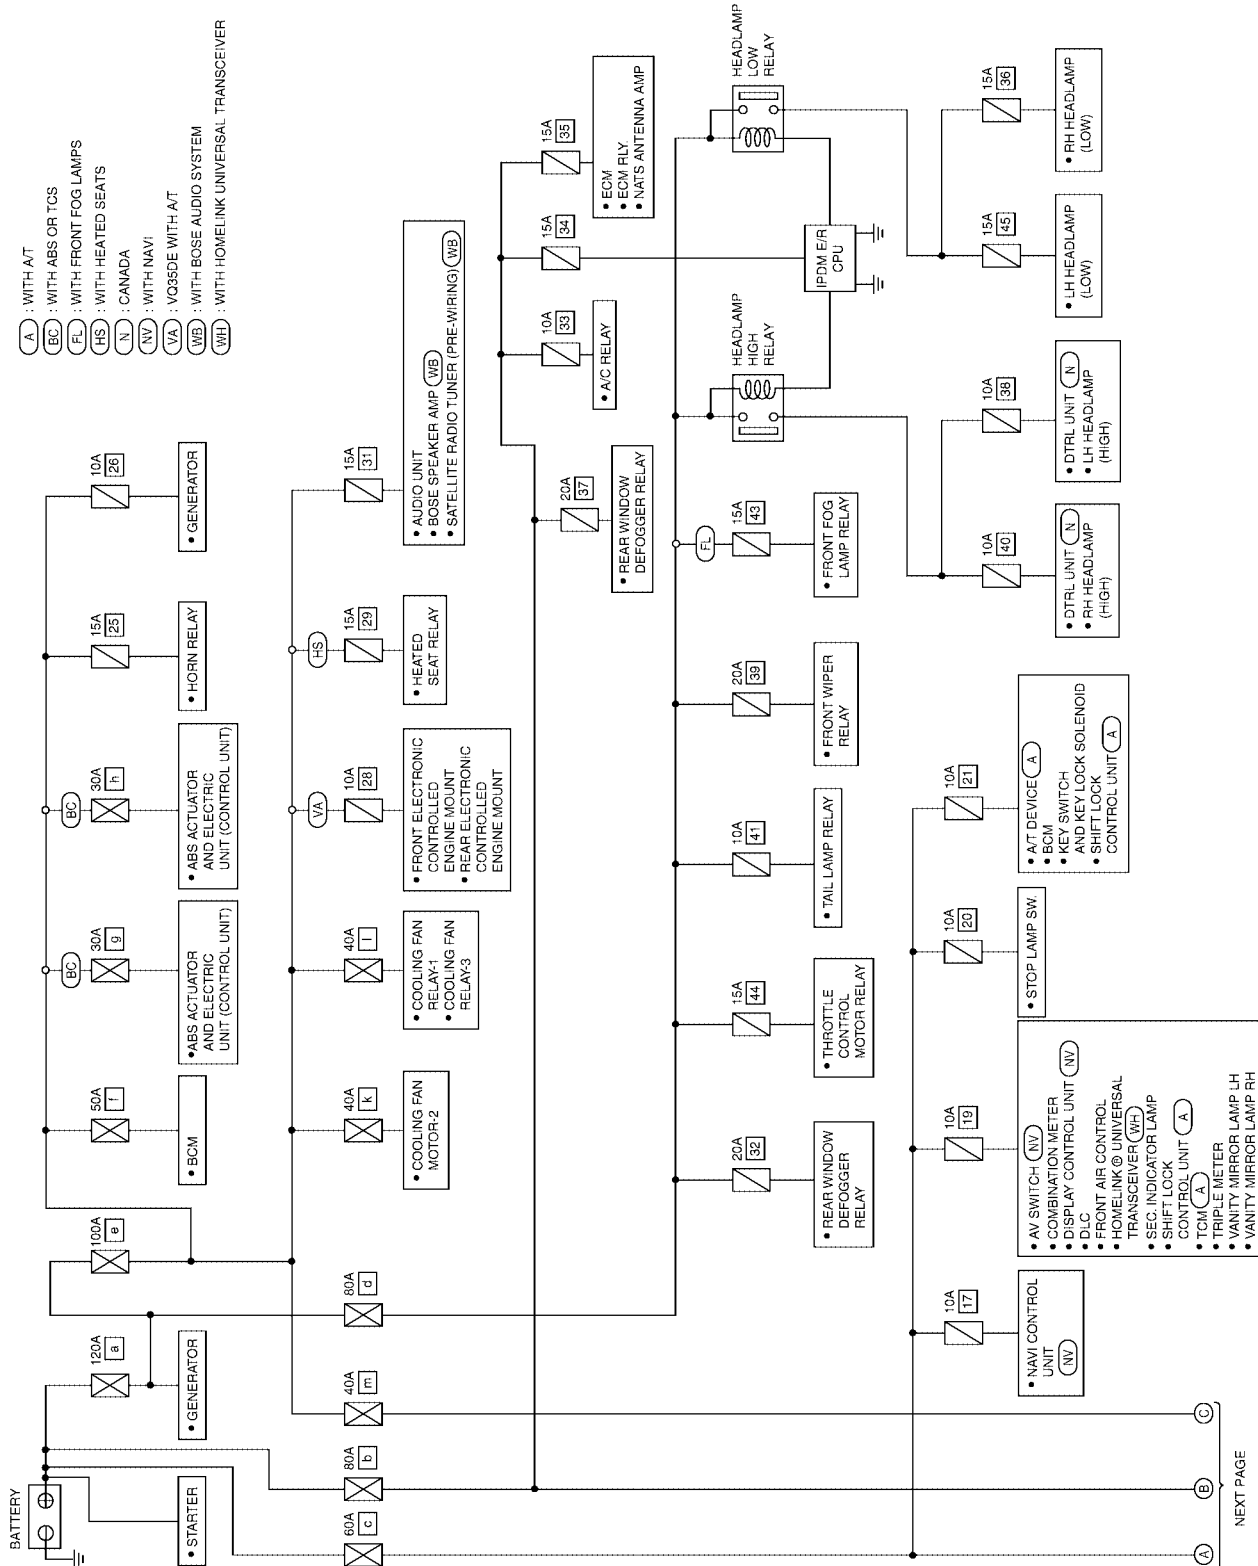 BATTERY
• STARTER
120A
a
• GENERATOR
100A
e
50A
f
• BCM
BC
30A
g
• ABS ACTUATOR
AND ELECTRIC
UNIT (CONTROL UNIT)
BC
30A
h
• ABS ACTUATOR
AND ELECTRIC
UNIT (CONTROL UNIT)
15A
25
• HORN RELAY
10A
26
• GENERATOR
A : WITH A/T
BC : WITH ABS OR TCS
FL : WITH FRONT FOG LAMPS
HS : WITH HEATED SEATS
N : CANADA
NV : WITH NAVI
VA : VQ35DE WITH A/T
WB : WITH BOSE AUDIO SYSTEM
WH : WITH HOMELINK UNIVERSAL TRANSCEIVER
60A
c
80A
b
40A
m
80A
d
40A
k
• COOLING FAN
MOTOR-2
40A
l
• COOLING FAN
RELAY-1
• COOLING FAN
RELAY-3
VA
10A
28
• FRONT ELECTRONIC
CONTROLLED
ENGINE MOUNT
• REAR ELECTRONIC
CONTROLLED
ENGINE MOUNT
HS
15A
29
• HEATED
SEAT RELAY
15A
31
• AUDIO UNIT
• BOSE SPEAKER AMP WB
• SATELLITE RADIO TUNER (PRE-WIRING) WB
20A
37
• REAR WINDOW
DEFOGGER RELAY
10A
33
• A/C RELAY
15A
34
15A
35
• ECM
• ECM RLY.
• NATS ANTENNA AMP
20A
32
• REAR WINDOW
DEFOGGER
RELAY
15A
44
• THROTTLE
CONTROL
MOTOR RELAY
10A
41
• TAIL LAMP RELAY
20A
39
• FRONT WIPER
RELAY
FL
15A
43
• FRONT FOG
LAMP RELAY
HEADLAMP
HIGH
RELAY
IPDM E/R
CPU
HEADLAMP
LOW
RELAY
10A
17
• NAVI CONTROL
UNIT
NV
10A
19
• AV SWITCH NV
• COMBINATION METER
• DISPLAY CONTROL UNIT NV
• DLC
• FRONT AIR CONTROL
• HOMELINK ® UNIVERSAL
TRANSCEIVER WH
• SEC. INDICATOR LAMP
• SHIFT LOCK
CONTROL UNIT A
• TCM A
• TRIPLE METER
• VANITY MIRROR LAMP LH
• VANITY MIRROR LAMP RH
10A
20
• STOP LAMP SW.
10A
21
• A/T DEVICE A
• BCM
• KEY SWITCH
AND KEY LOCK SOLENOID
• SHIFT LOCK
CONTROL UNIT A
10A
40
• DTRL UNIT N
• RH HEADLAMP
(HIGH)
10A
38
• DTRL UNIT N
• LH HEADLAMP
(HIGH)
15A
45
• LH HEADLAMP
(LOW)
15A
36
• RH HEADLAMP
(LOW)
A
B
C
NEXT PAGE